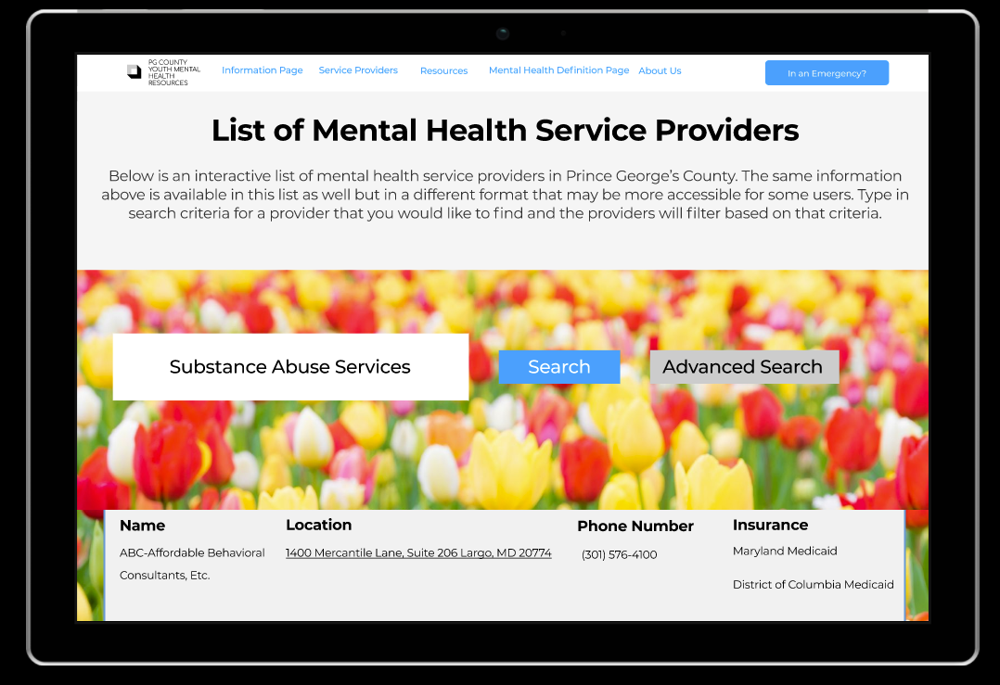 PG COUNTY
YOUTH MENTAL
HEALTH
RESOURCES
Information Page
Service Providers
Resources
Mental Health Definition Page
About Us
In an Emergency?
List of Mental Health Service Providers
Below is an interactive list of mental health service providers in Prince George's County. The same information
above is available in this list as well but in a different format that may be more accessible for some users. Type in
search criteria for a provider that you would like to find and the providers will filter based on that criteria.
Substance Abuse Services
Search
Advanced Search
Name
Location
Phone Number
Insurance
ABC-Affordable Behavioral
Consultants, Etc.
1400 Mercantile Lane, Suite 206 Largo, MD 20774
(301) 576-4100
Maryland Medicaid
District of Columbia Medicaid